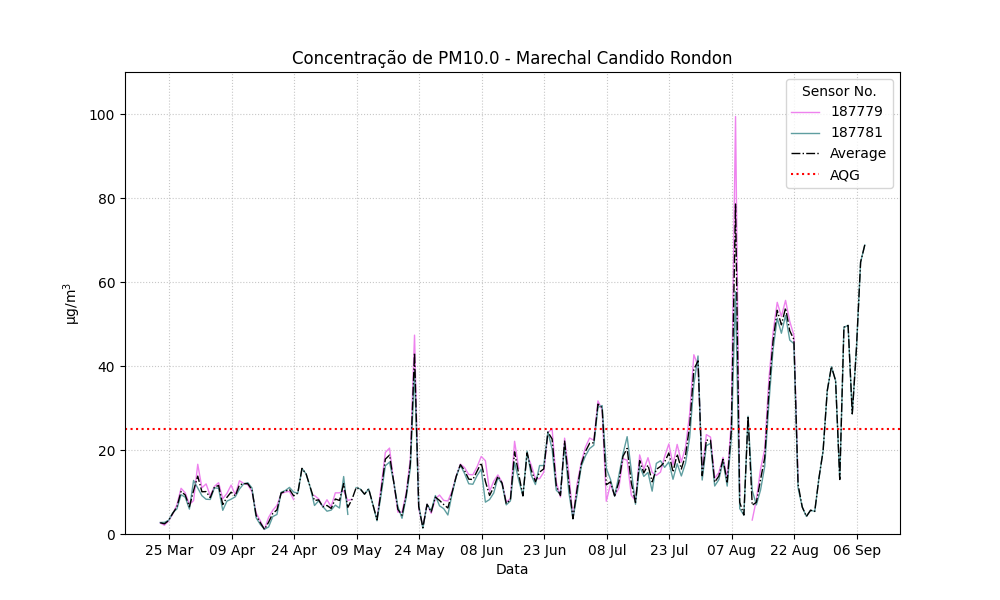 Concentração de PM10.0 - Marechal Candido Rondon
Sensor No.
187779
187781
Average
AQG
100
80
60
40
20
0
µg/m³
25 Mar 09 Apr 24 Apr 09 May 24 May 08 Jun 23 Jun 08 Jul 23 Jul 07 Aug 22 Aug 06 Sep
Data